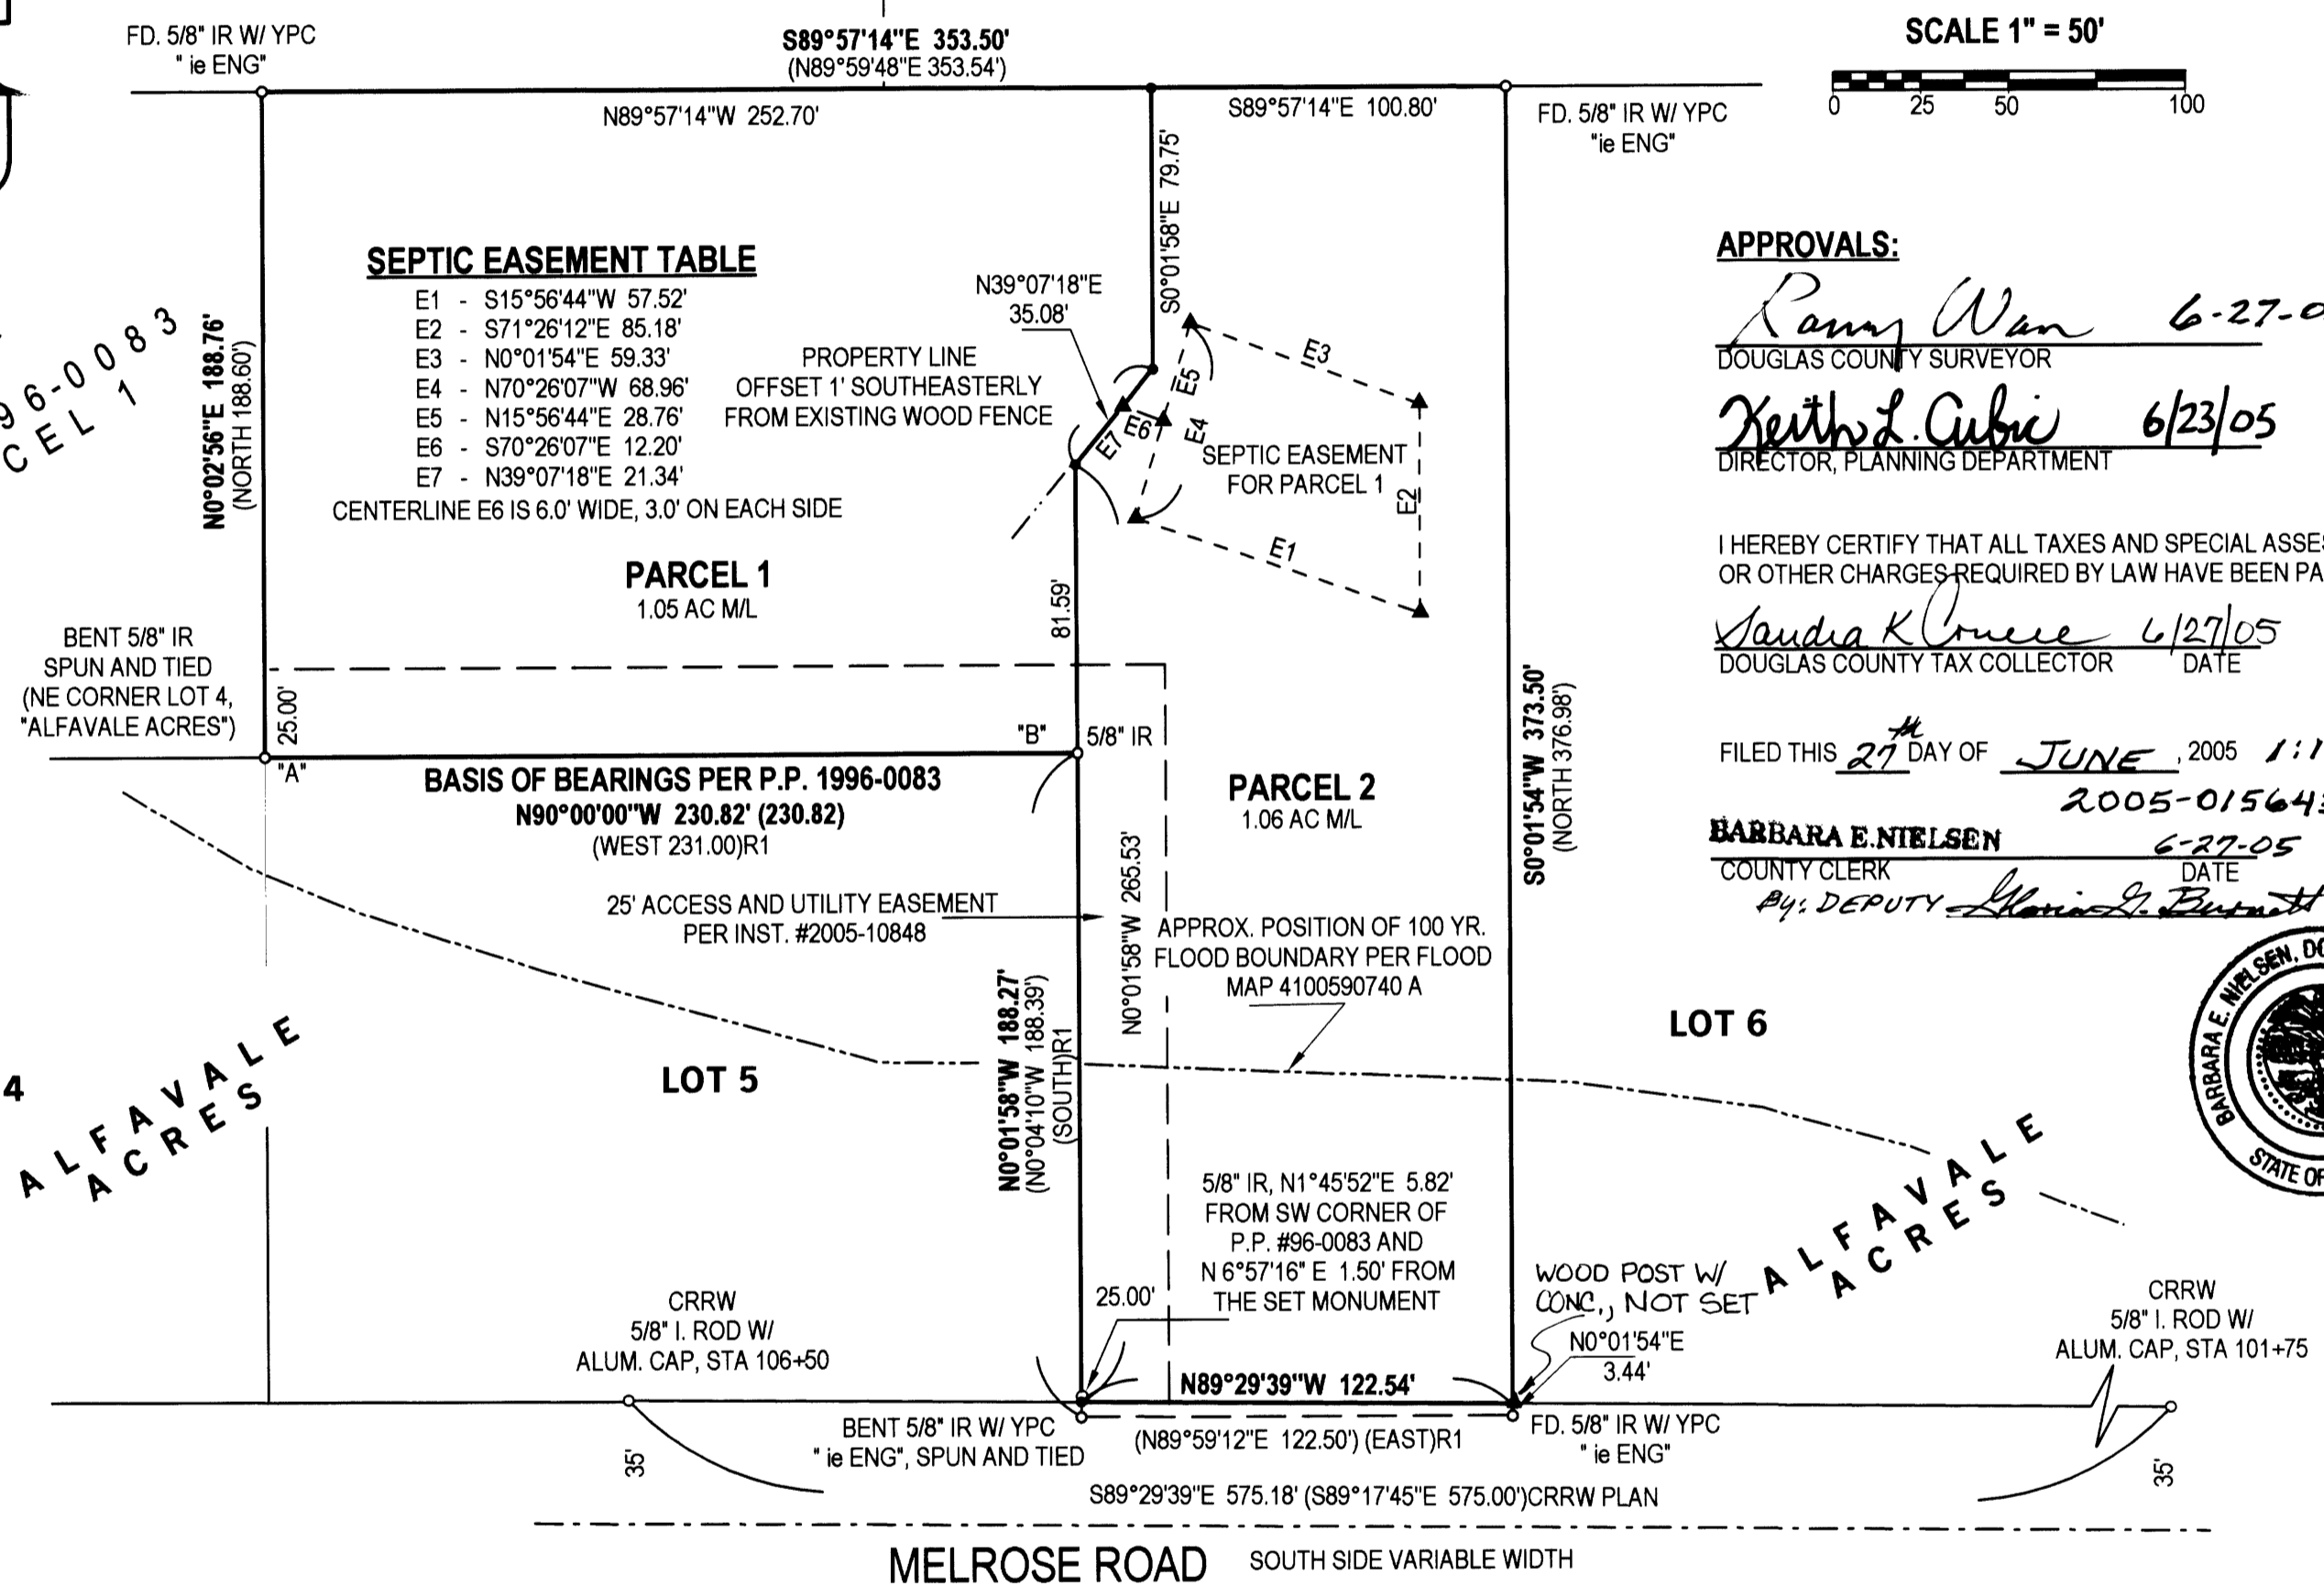 FD. 5/8" IR W/ YPC
" ie ENG"
S89°57'14"E 353.50'
(N89°59'48"E 353.54')
N89°57'14"W 252.70'
S89°57'14"E 100.80'
FD. 5/8" IR W/ YPC
"ie ENG"
SCALE 1" = 50'
0 25 50 100
S0°01'58"E 79.75'
SEPTIC EASEMENT TABLE
E1 - S15°56'44"W 57.52'
E2 - S71°26'12"E 85.18'
E3 - N0°01'54"E 59.33'
E4 - N70°26'07"W 68.96'
E5 - N15°56'44"E 28.76'
E6 - S70°26'07"E 12.20'
E7 - N39°07'18"E 21.34'
CENTERLINE E6 IS 6.0' WIDE, 3.0' ON EACH SIDE
N39°07'18"E
35.08'
PROPERTY LINE
OFFSET 1' SOUTHEASTERLY
FROM EXISTING WOOD FENCE
E3
E5
E6
E4
E7
E2
E1
SEPTIC EASEMENT
FOR PARCEL 1
N0°02'56"E 188.76'
(NORTH 188.60')
96-0083
CEL 1
PARCEL 1
1.05 AC M/L
81.59'
BENT 5/8" IR
SPUN AND TIED
(NE CORNER LOT 4,
"ALFAVALE ACRES")
25.00'
"A"
"B"
5/8" IR
BASIS OF BEARINGS PER P.P. 1996-0083
N90°00'00"W 230.82' (230.82)
(WEST 231.00)R1
PARCEL 2
1.06 AC M/L
S0°01'54"W 373.50'
(NORTH 376.98')
25' ACCESS AND UTILITY EASEMENT
PER INST. #2005-10848
N0°01'58"W 265.53'
APPROX. POSITION OF 100 YR.
FLOOD BOUNDARY PER FLOOD
MAP 4100590740 A
N0°01'58"W 188.27'
(N0°04'10"W 188.39')
(SOUTH)R1
LOT 5
LOT 6
4
ALFAVALE
ACRES
ALFAVALE
ACRES
5/8" IR, N1°45'52"E 5.82'
FROM SW CORNER OF
P.P. #96-0083 AND
N 6°57'16" E 1.50' FROM
THE SET MONUMENT
25.00'
WOOD POST W/
CONC., NOT SET
N0°01'54"E
3.44'
CRRW
5/8" I. ROD W/
ALUM. CAP, STA 106+50
CRRW
5/8" I. ROD W/
ALUM. CAP, STA 101+75
N89°29'39"W 122.54'
BENT 5/8" IR W/ YPC
" ie ENG", SPUN AND TIED
(N89°59'12"E 122.50') (EAST)R1
FD. 5/8" IR W/ YPC
" ie ENG"
35'
35'
S89°29'39"E 575.18' (S89°17'45"E 575.00')CRRW PLAN
MELROSE ROAD SOUTH SIDE VARIABLE WIDTH
APPROVALS:
6-27-0
DOUGLAS COUNTY SURVEYOR
Keith L. Cubic 6/23/05
DIRECTOR, PLANNING DEPARTMENT
I HEREBY CERTIFY THAT ALL TAXES AND SPECIAL ASSE
OR OTHER CHARGES REQUIRED BY LAW HAVE BEEN PA
Sandra K 6/27/05
DOUGLAS COUNTY TAX COLLECTOR DATE
FILED THIS 27th DAY OF JUNE, 2005 1:1
2005-01564
BARBARA E. NIELSEN 6-27-05
COUNTY CLERK DATE
By: DEPUTY Gloria G. Burnett
BARBARA E. NIELSEN, DO
STATE OF